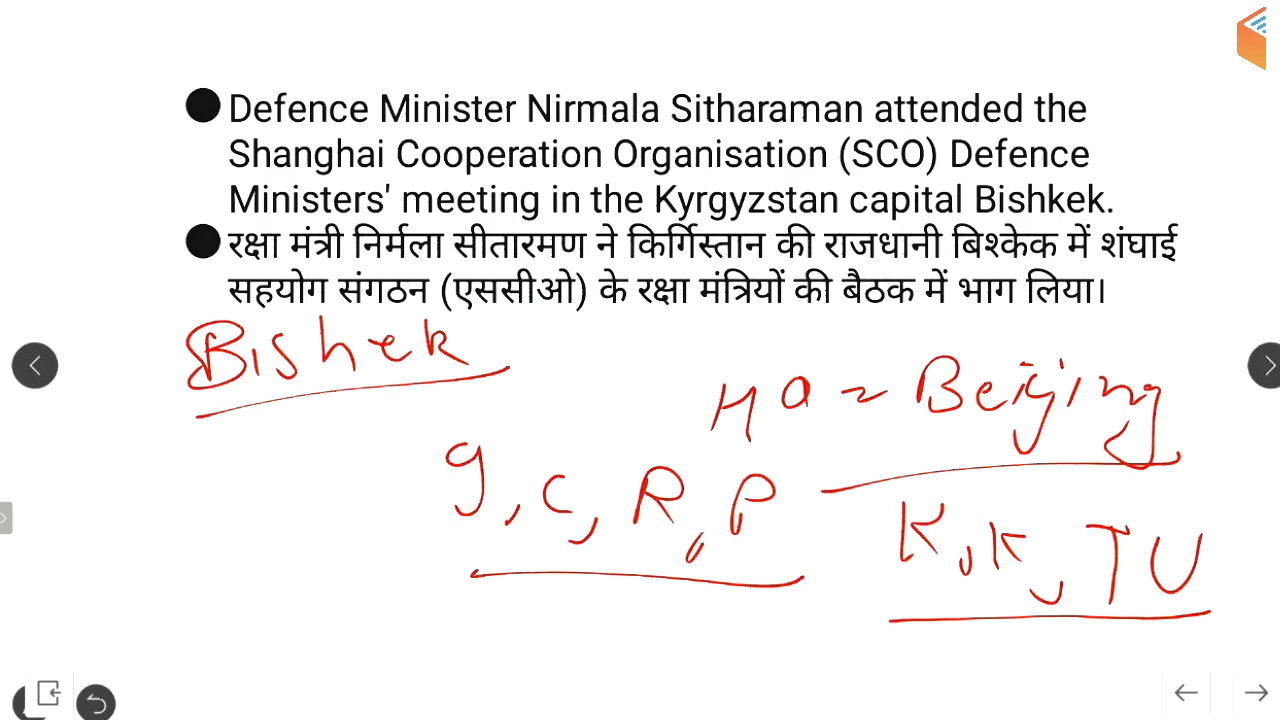 Defence Minister Nirmala Sitharaman attended the
Shanghai Cooperation Organisation (SCO) Defence
Ministers' meeting in the Kyrgyzstan capital Bishkek.
रक्षा मंत्री निर्मला सीतारमण ने किर्गिस्तान की राजधानी बिश्केक में शंघाई
सहयोग संगठन (एससीओ) के रक्षा मंत्रियों की बैठक में भाग लिया।
Bishek
HQ = Beijing
I, C, R, P
K, K, T U